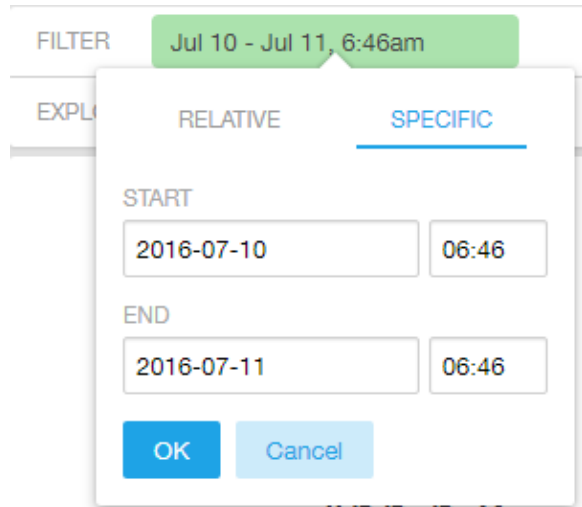 FILTER Jul 10 - Jul 11, 6:46am
EXPL
RELATIVE SPECIFIC
START
2016-07-10 06:46
END
2016-07-11 06:46
OK Cancel